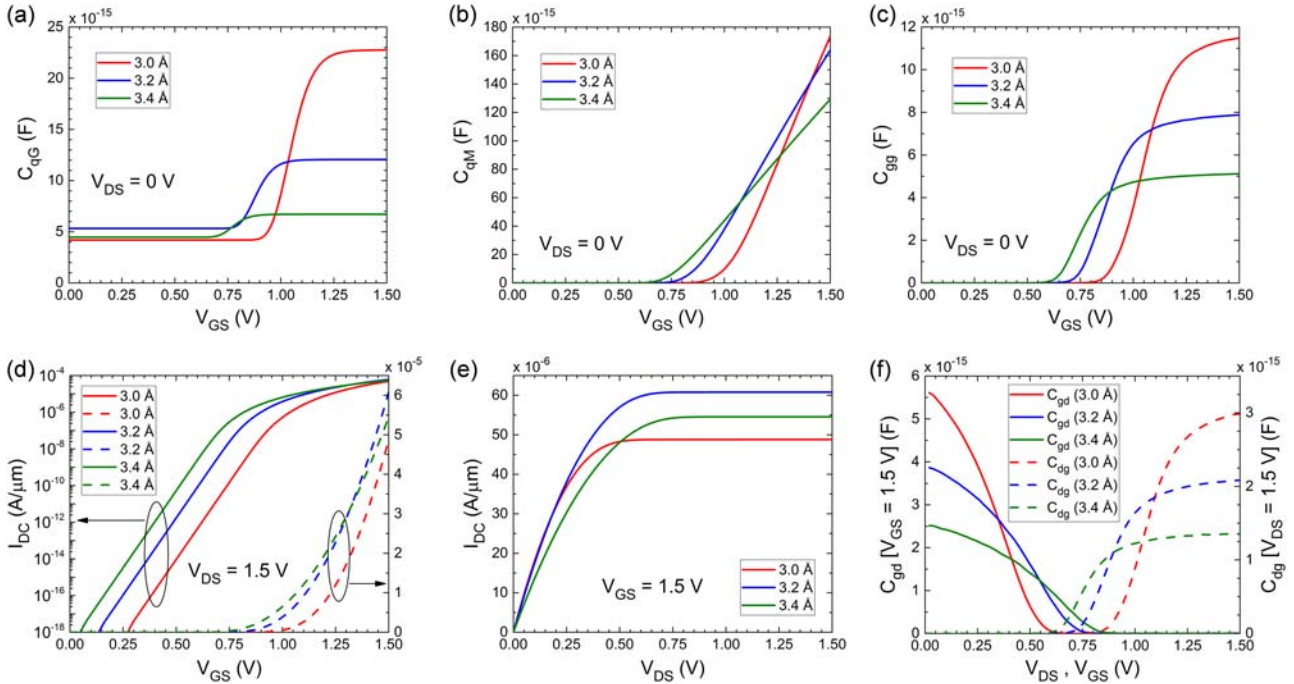 (a)
x 10^-15
25
20
15
10
5
0
C_qG (F)
3.0 Å
3.2 Å
3.4 Å
V_DS = 0 V
0.00 0.25 0.50 0.75 1.00 1.25 1.50
V_GS (V)
(b)
x 10^-15
180
160
140
120
100
80
60
40
20
0
C_qM (F)
3.0 Å
3.2 Å
3.4 Å
V_DS = 0 V
0.00 0.25 0.50 0.75 1.00 1.25 1.50
V_GS (V)
(c)
x 10^-15
12
10
8
6
4
2
0
C_gg (F)
3.0 Å
3.2 Å
3.4 Å
V_DS = 0 V
0.00 0.25 0.50 0.75 1.00 1.25 1.50
V_GS (V)
(d)
x 10^-5
10^-4
10^-6
10^-8
10^-10
10^-12
10^-14
10^-16
10^-18
I_DC (A/μm)
3.0 Å
3.0 Å
3.2 Å
3.2 Å
3.4 Å
3.4 Å
V_DS = 1.5 V
6
5
4
3
2
1
0
0.00 0.25 0.50 0.75 1.00 1.25 1.50
V_GS (V)
(e)
x 10^-6
60
50
40
30
20
10
0
I_DC (A/μm)
V_GS = 1.5 V
3.0 Å
3.2 Å
3.4 Å
0.00 0.25 0.50 0.75 1.00 1.25 1.50
V_DS (V)
(f)
x 10^-15
x 10^-15
6
5
4
3
2
1
0
C_gd [V_GS = 1.5 V] (F)
C_gd (3.0 Å)
C_gd (3.2 Å)
C_gd (3.4 Å)
C_dg (3.0 Å)
C_dg (3.2 Å)
C_dg (3.4 Å)
3
2
1
0
C_dg [V_DS = 1.5 V] (F)
0.00 0.25 0.50 0.75 1.00 1.25 1.50
V_DS , V_GS (V)